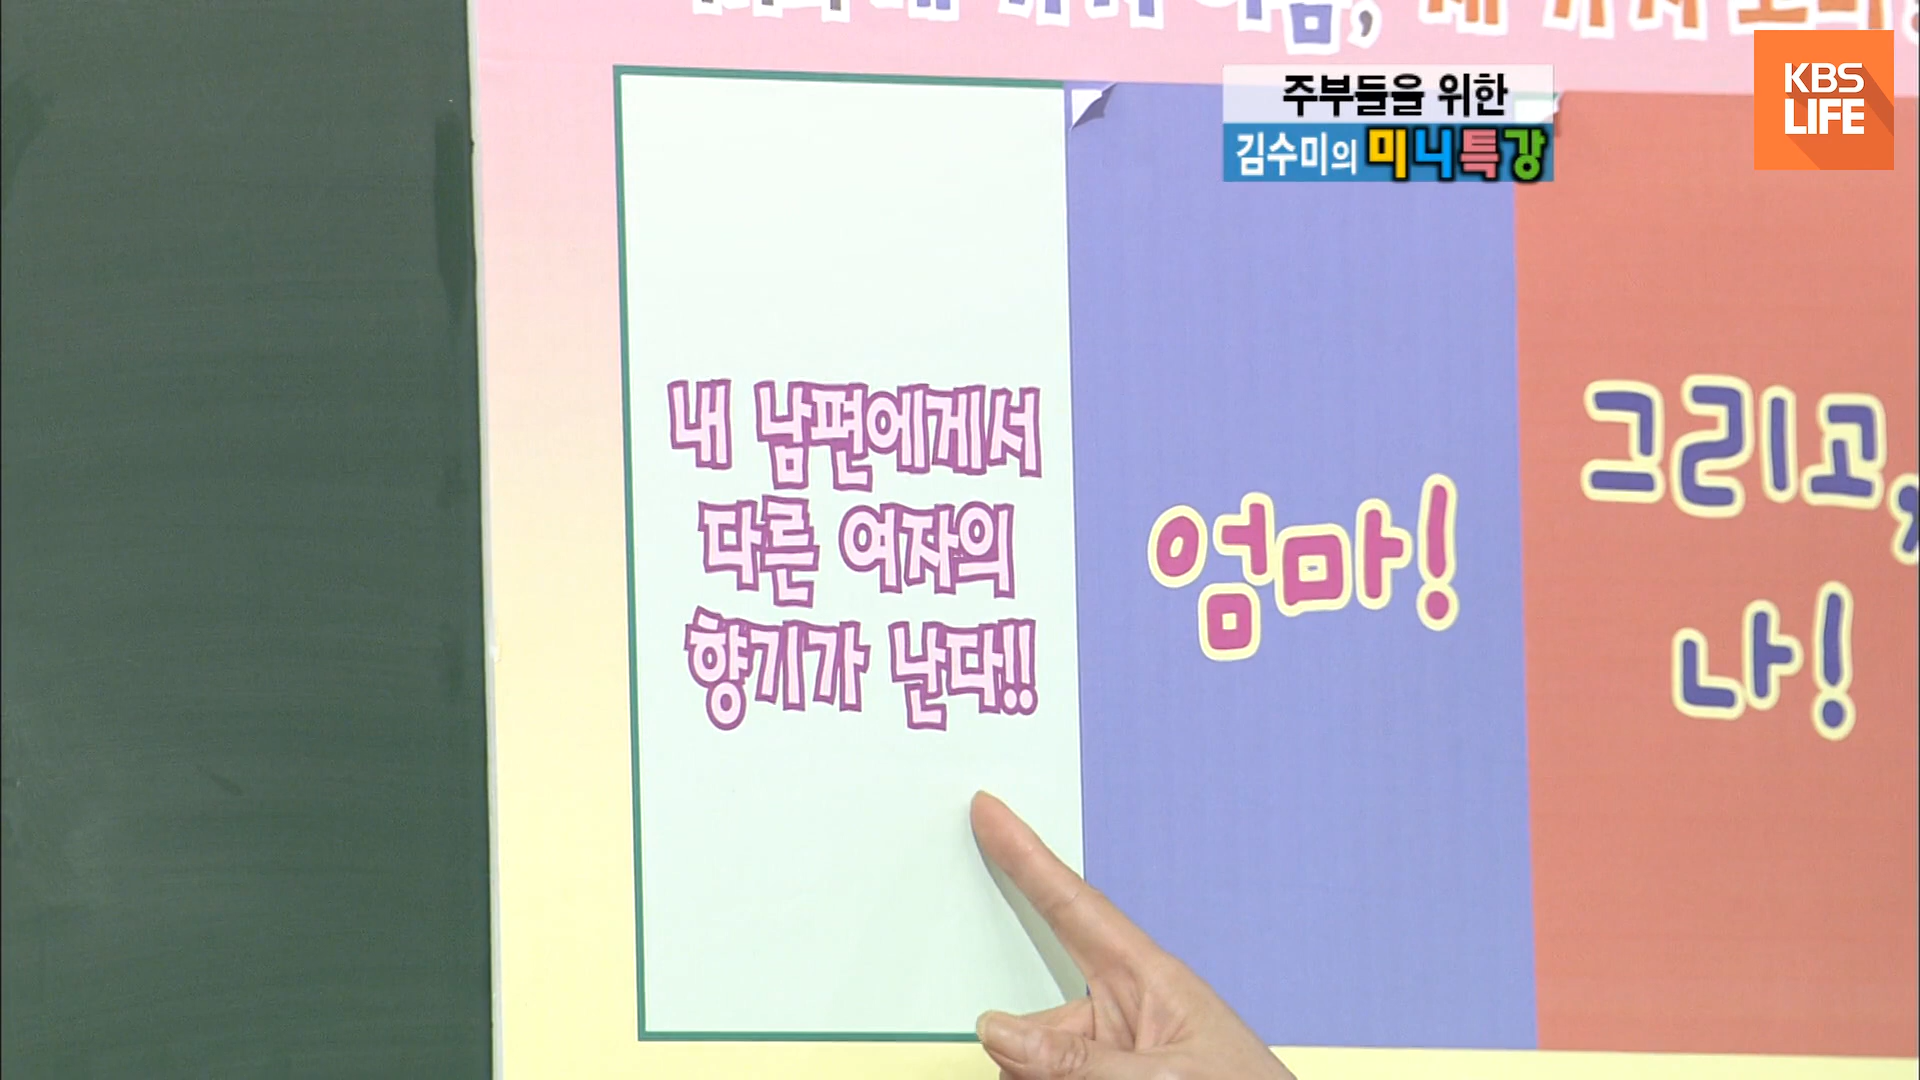 주부들을 위한
김수미의 미니특강
KBS
LIFE
내 남편에게서
다른 여자의
향기가 난다!!
엄마!
그리고,
나!